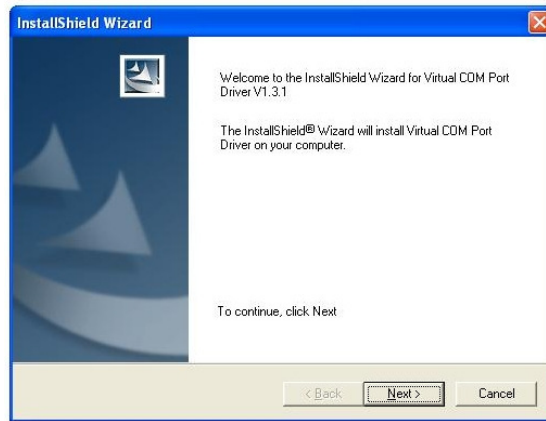 InstallShield Wizard
Welcome to the InstallShield Wizard for Virtual COM Port
Driver V1.3.1
The InstallShield® Wizard will install Virtual COM Port
Driver on your computer.
To continue, click Next
< Back Next > Cancel